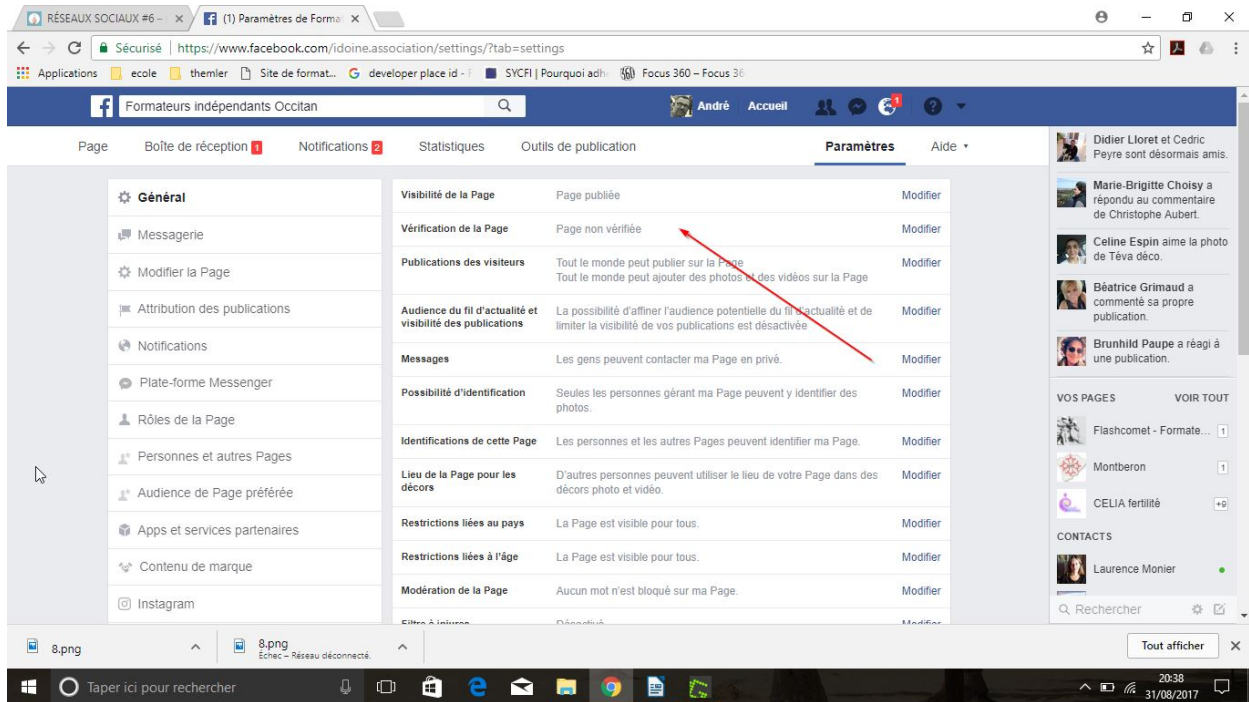 RÉSEAUX SOCIAUX #6 –
(1) Paramètres de Forma
Sécurisé | https://www.facebook.com/idoine.association/settings/?tab=settings
Applications ecole themler Site de format... developer place id - SYCFI | Pourquoi adh Focus 360 – Focus 36
Formateurs indépendants Occitan
André Accueil 1
Page Boîte de réception 1 Notifications 2 Statistiques Outils de publication Paramètres Aide
Général
Messagerie
Modifier la Page
Attribution des publications
Notifications
Plate-forme Messenger
Rôles de la Page
Personnes et autres Pages
Audience de Page préférée
Apps et services partenaires
Contenu de marque
Instagram
Visibilité de la Page Page publiée Modifier
Vérification de la Page Page non vérifiée Modifier
Publications des visiteurs Tout le monde peut publier sur la Page Modifier
Tout le monde peut ajouter des photos et des vidéos sur la Page
Audience du fil d'actualité et La possibilité d'affiner l'audience potentielle du fil d'actualité et de Modifier
visibilité des publications limiter la visibilité de vos publications est désactivée
Messages Les gens peuvent contacter ma Page en privé. Modifier
Possibilité d'identification Seules les personnes gérant ma Page peuvent y identifier des Modifier
photos.
Identifications de cette Page Les personnes et les autres Pages peuvent identifier ma Page. Modifier
Lieu de la Page pour les D'autres personnes peuvent utiliser le lieu de votre Page dans des Modifier
décors décors photo et vidéo.
Restrictions liées au pays La Page est visible pour tous. Modifier
Restrictions liées à l'âge La Page est visible pour tous. Modifier
Modération de la Page Aucun mot n'est bloqué sur ma Page. Modifier
Filtre à injures Désactivé Modifier
Didier Lloret et Cedric
Peyre sont désormais amis.
Marie-Brigitte Choisy a
répondu au commentaire
de Christophe Aubert.
Celine Espin aime la photo
de Téva déco.
Béatrice Grimaud a
commenté sa propre
publication.
Brunhild Paupe a réagi à
une publication.
VOS PAGES VOIR TOUT
Flashcomet - Formate... 1
Montberon 1
CELIA fertilité +9
CONTACTS
Laurence Monier
Rechercher
8.png
8.png
Échec – Réseau déconnecté.
Tout afficher
Taper ici pour rechercher
20:38
31/08/2017